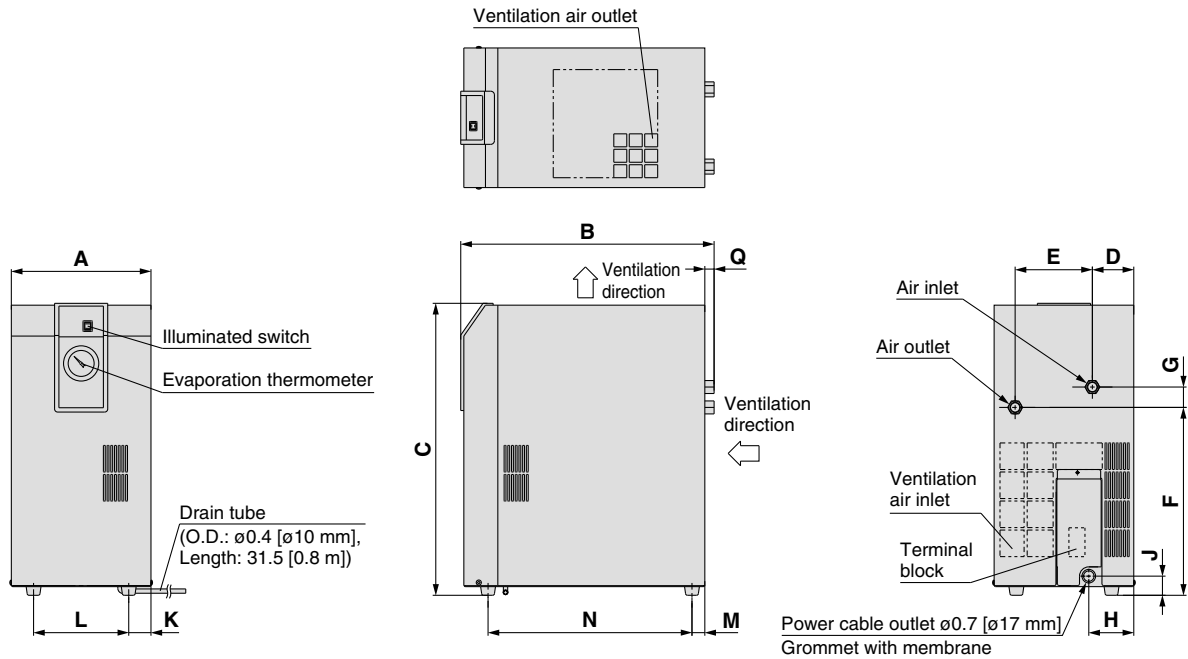 Ventilation air outlet
A
Illuminated switch
Evaporation thermometer
Drain tube
(O.D.: ø0.4 [ø10 mm],
Length: 31.5 [0.8 m])
L
K
B
Q
Ventilation
direction
C
Ventilation
direction
N
M
E
D
Air inlet
Air outlet
G
F
Ventilation
air inlet
Terminal
block
J
H
Power cable outlet ø0.7 [ø17 mm]
Grommet with membrane